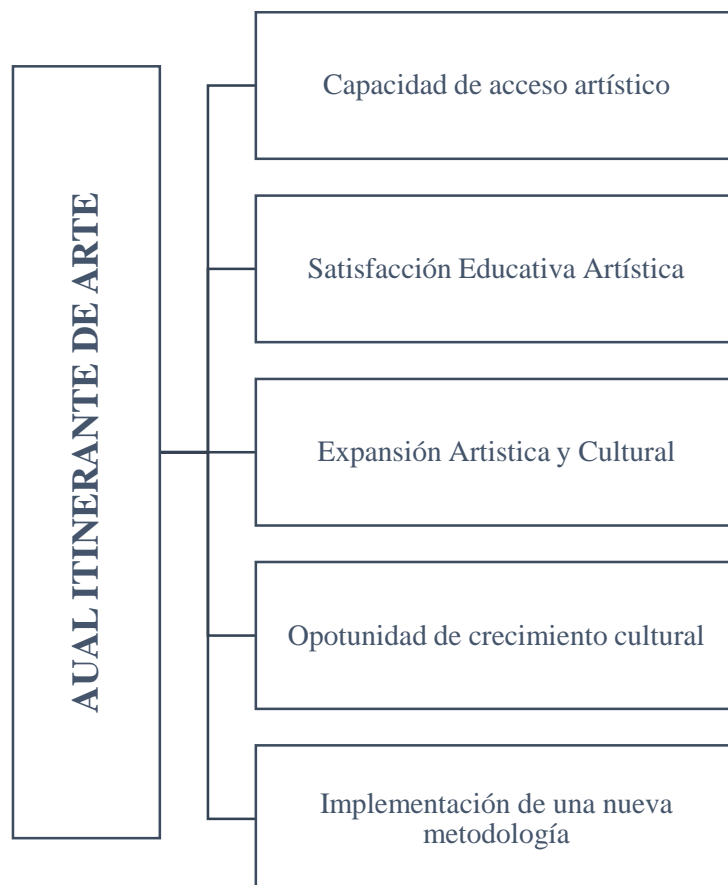 AUAL ITINERANTE DE ARTE
Capacidad de acceso artístico
Satisfacción Educativa Artística
Expansión Artistica y Cultural
Opotunidad de crecimiento cultural
Implementación de una nueva
metodología